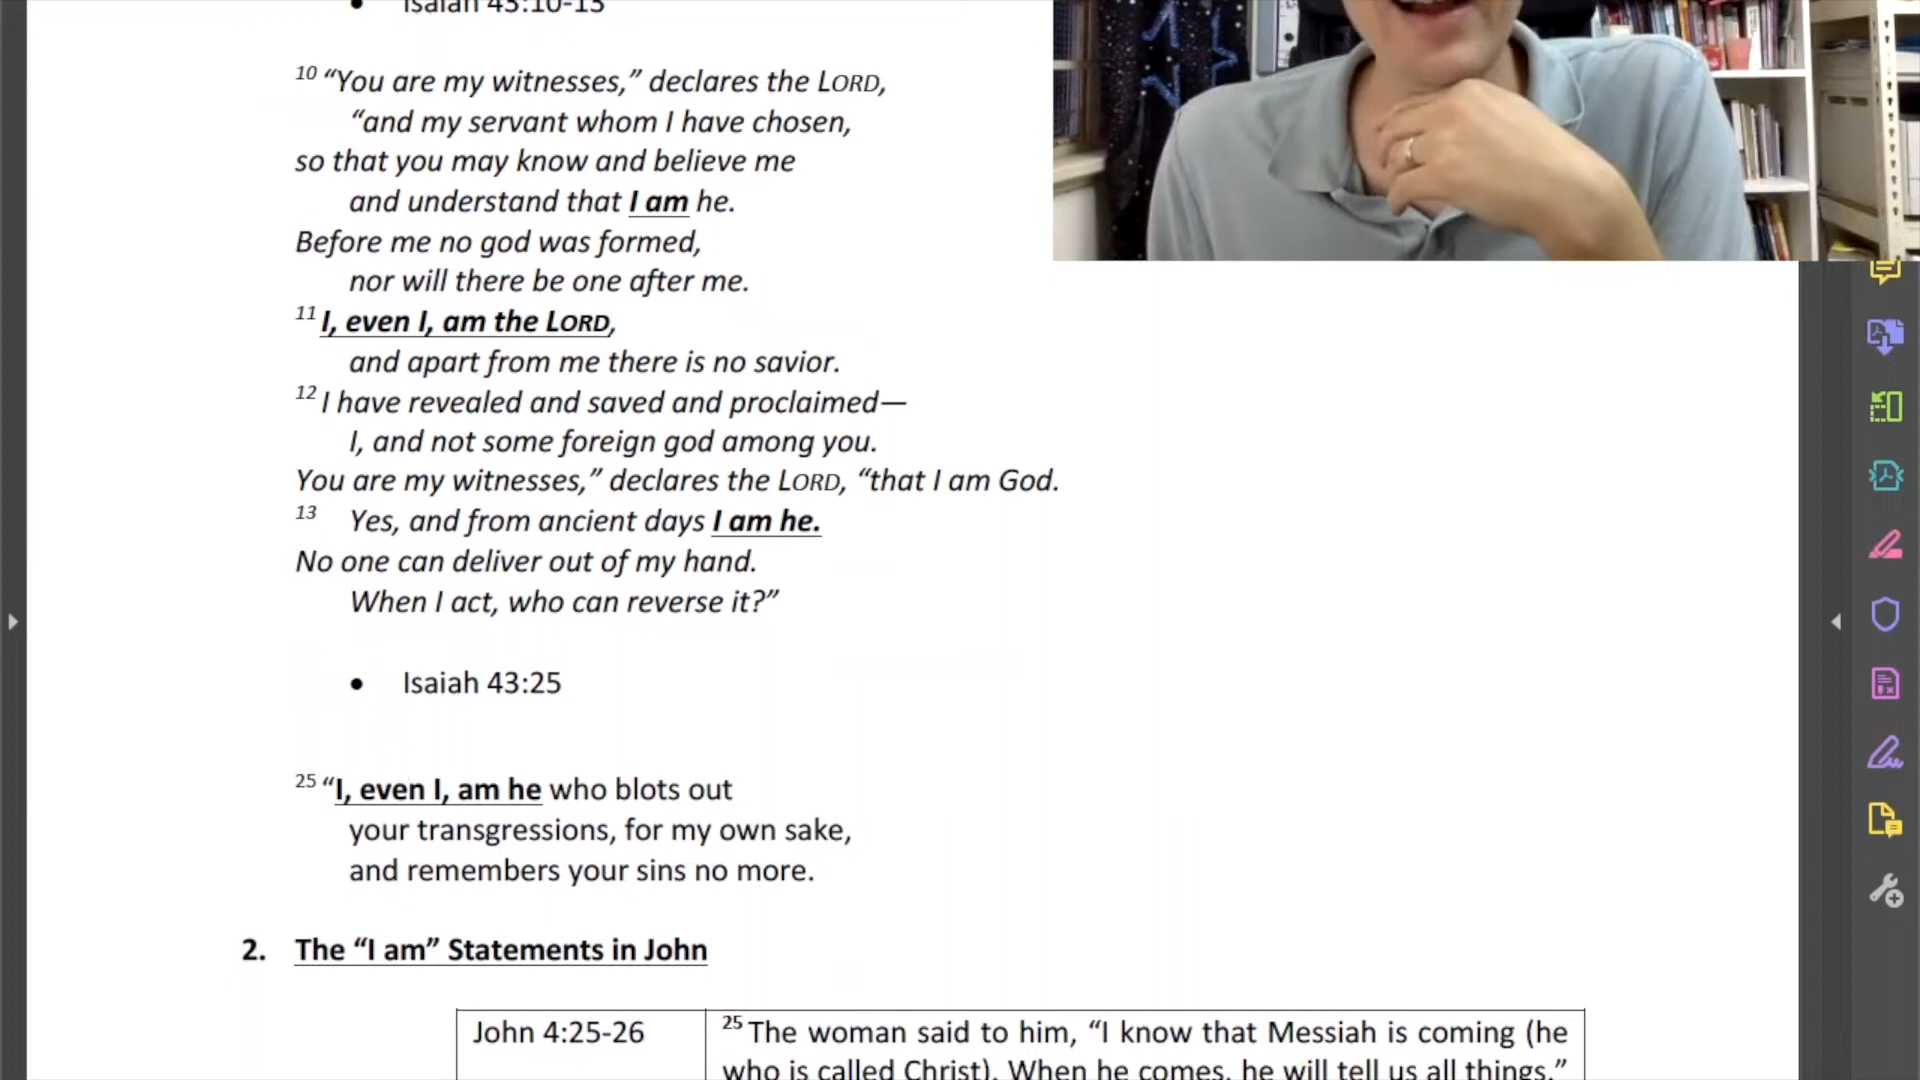 • Isaiah 43:10-13
10 “You are my witnesses,” declares the LORD,
“and my servant whom I have chosen,
so that you may know and believe me
and understand that I am he.
Before me no god was formed,
nor will there be one after me.
11 I, even I, am the LORD,
and apart from me there is no savior.
12 I have revealed and saved and proclaimed—
I, and not some foreign god among you.
You are my witnesses,” declares the LORD, “that I am God.
13 Yes, and from ancient days I am he.
No one can deliver out of my hand.
When I act, who can reverse it?”
• Isaiah 43:25
25 “I, even I, am he who blots out
your transgressions, for my own sake,
and remembers your sins no more.
2. The “I am” Statements in John
John 4:25-26
25 The woman said to him, “I know that Messiah is coming (he
who is called Christ). When he comes, he will tell us all things.”